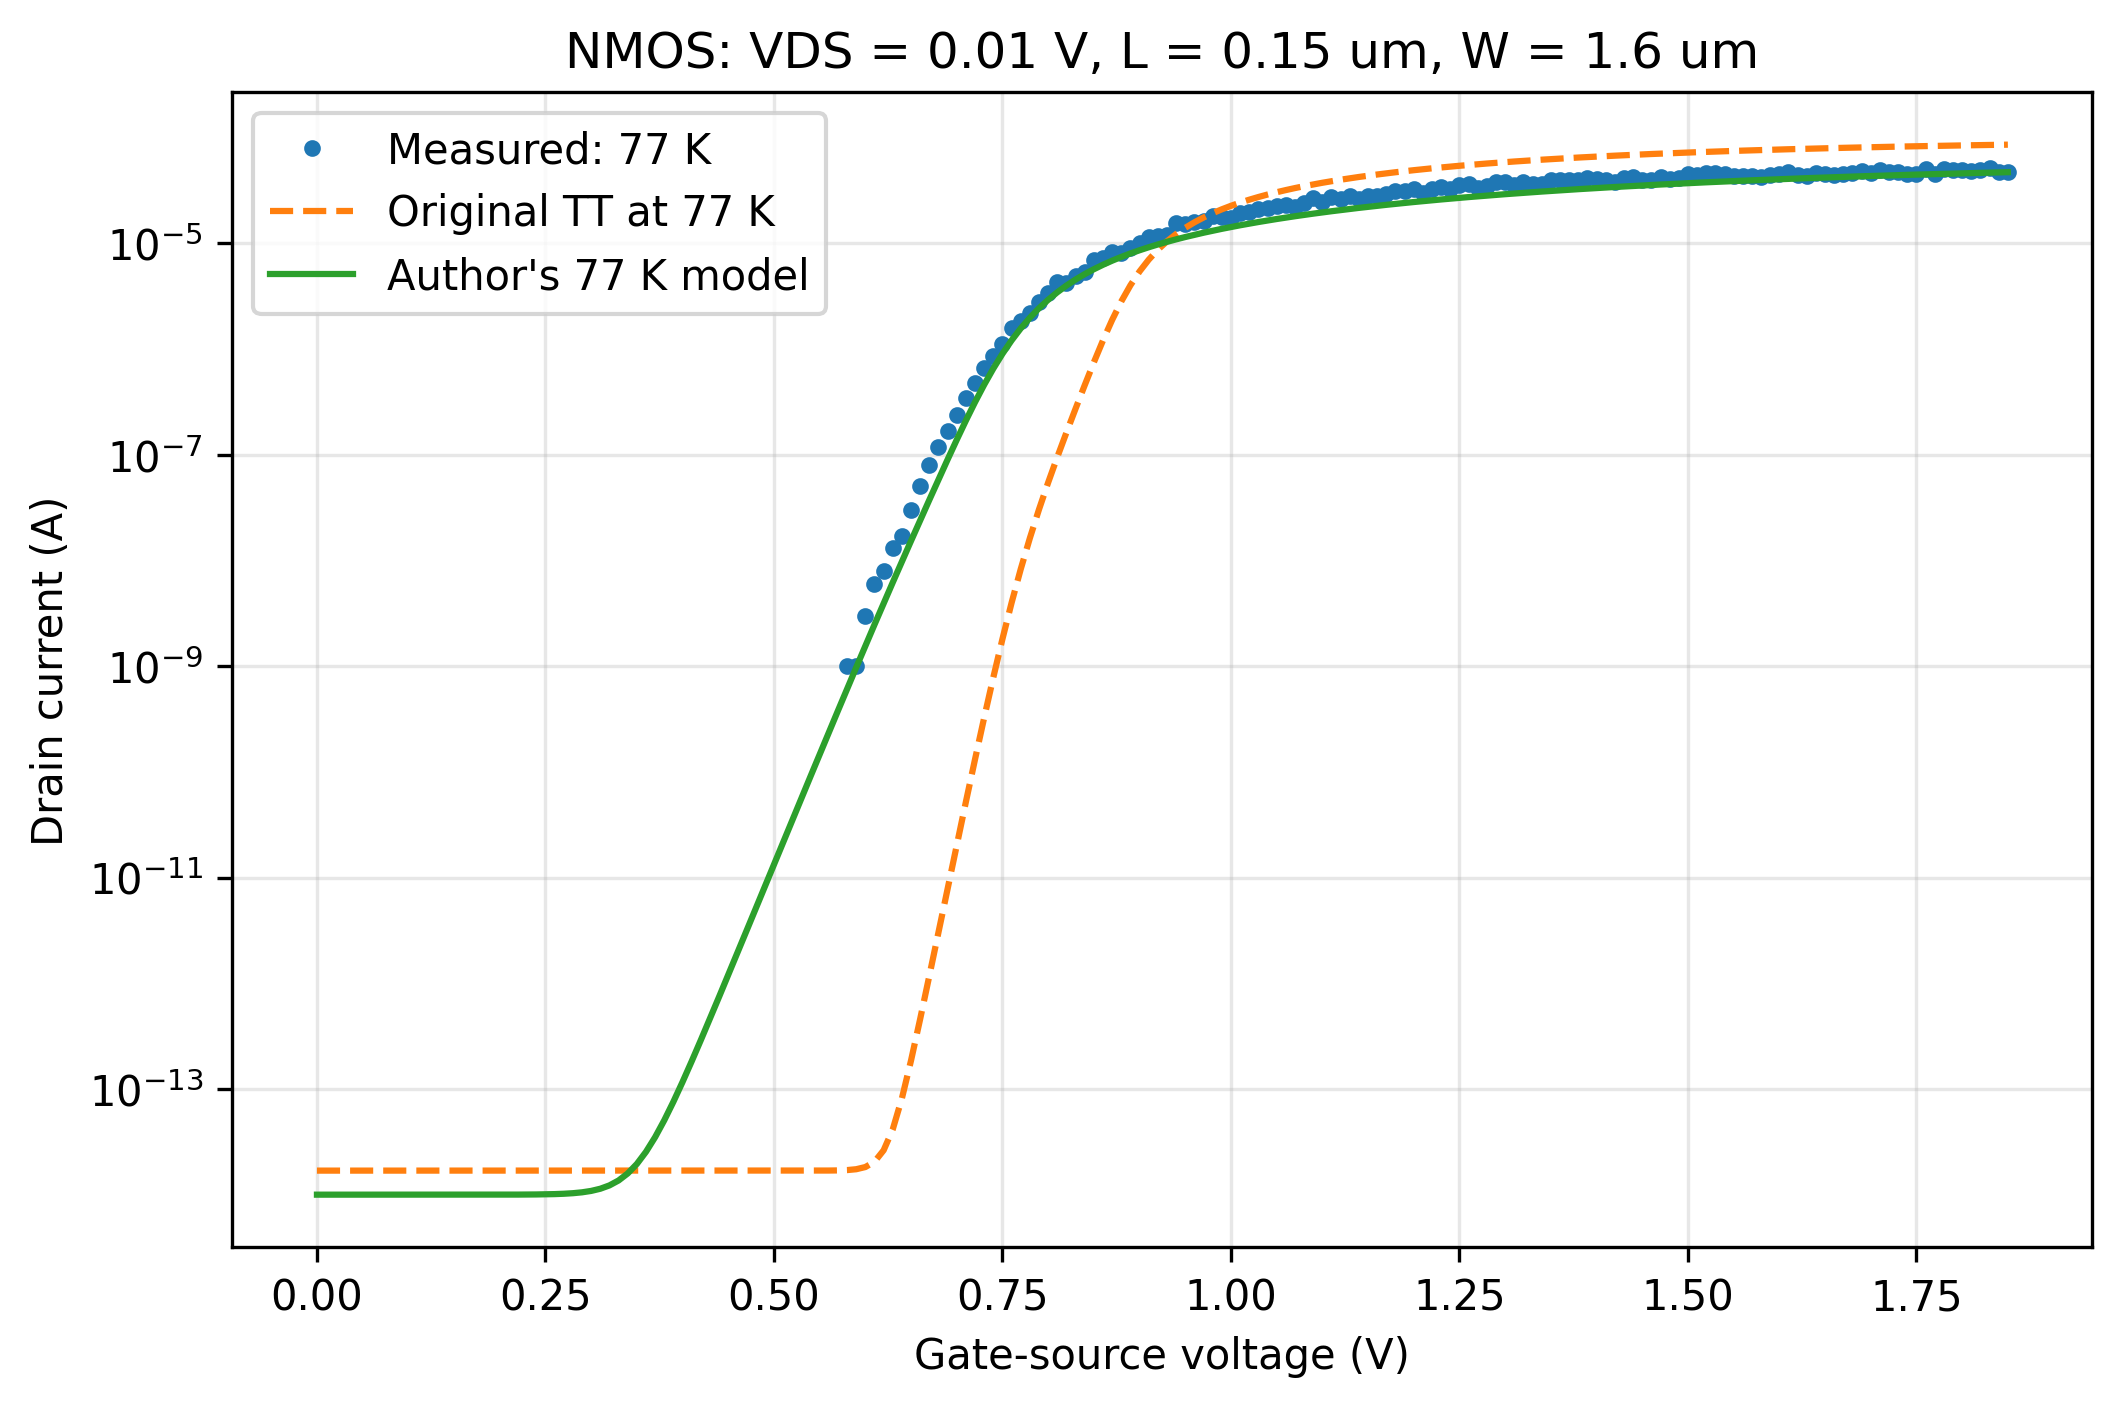 NMOS: VDS = 0.01 V, L = 0.15 um, W = 1.6 um
Measured: 77 K
Original TT at 77 K
Author's 77 K model
Drain current (A)
10⁻⁵
10⁻⁷
10⁻⁹
10⁻¹¹
10⁻¹³
0.00 0.25 0.50 0.75 1.00 1.25 1.50 1.75
Gate-source voltage (V)